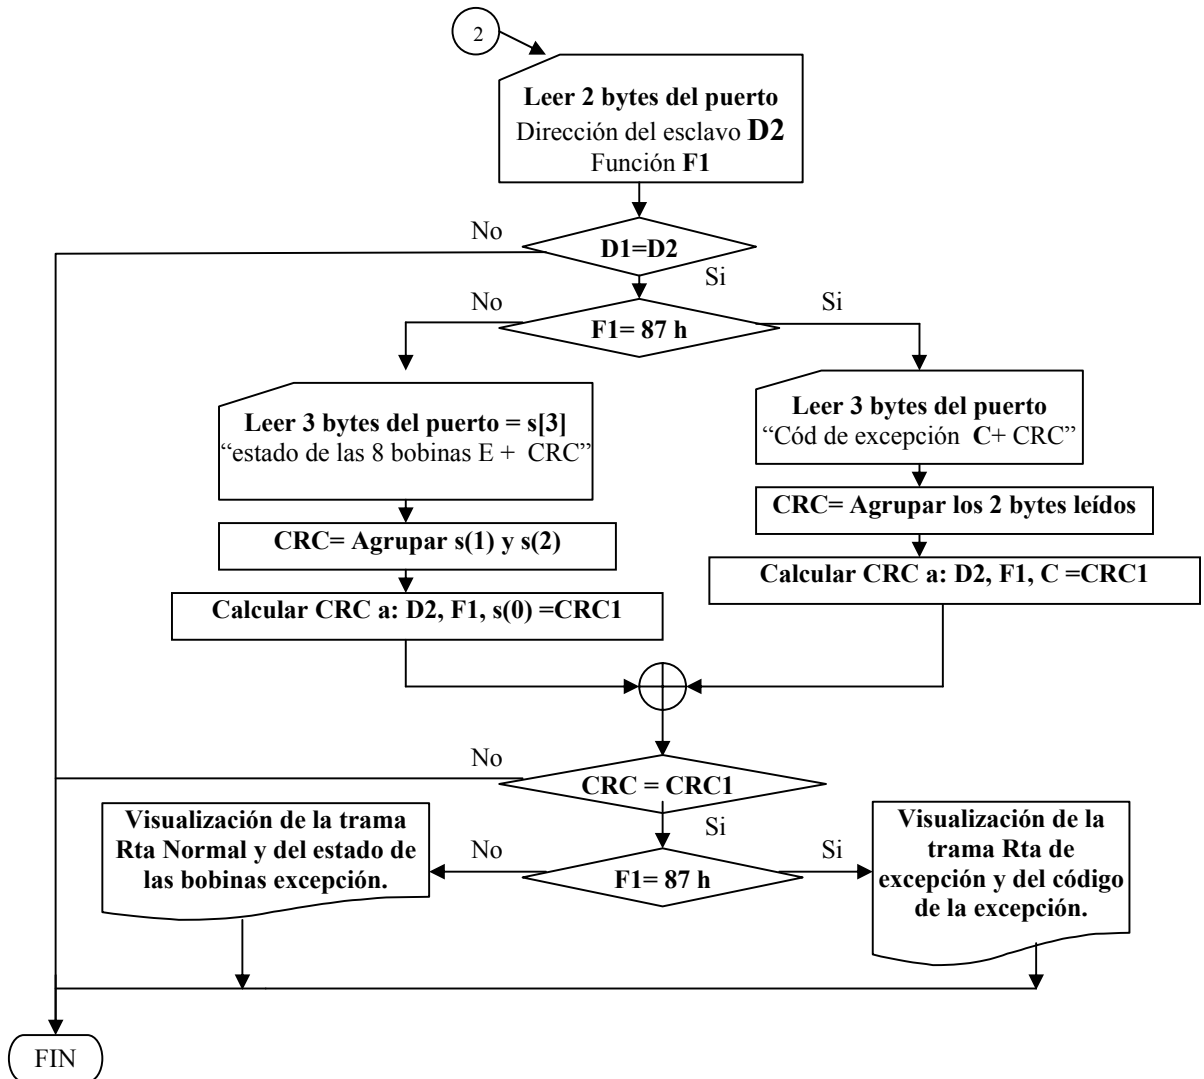 2
Leer 2 bytes del puerto
Dirección del esclavo D2
Función F1
No
D1=D2
Si
No
Si
F1= 87 h
Leer 3 bytes del puerto = s[3]
“estado de las 8 bobinas E + CRC”
Leer 3 bytes del puerto
“Cód de excepción C+ CRC”
CRC= Agrupar los 2 bytes leídos
CRC= Agrupar s(1) y s(2)
Calcular CRC a: D2, F1, C =CRC1
Calcular CRC a: D2, F1, s(0) =CRC1
No
CRC = CRC1
Si
Visualización de la trama
Rta Normal y del estado de
las bobinas excepción.
No
F1= 87 h
Si
Visualización de la
trama Rta de
excepción y del código
de la excepción.
FIN